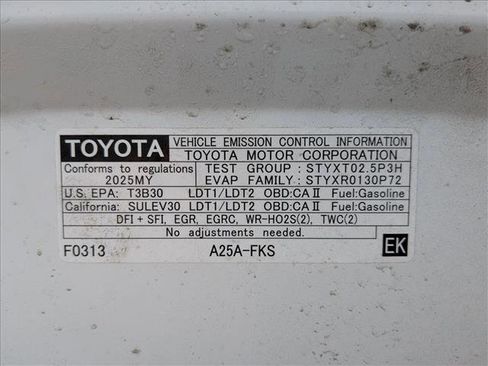 TOYOTA VEHICLE EMISSION CONTROL INFORMATION
TOYOTA MOTOR CORPORATION
Conforms to regulations TEST GROUP : STYXT02.5P3H
2025MY EVAP FAMILY : STYXR0130P72
U.S. EPA: T3B30 LDT1/LDT2 OBD:CAⅡ Fuel:Gasoline
California: SULEV30 LDT1/LDT2 OBD:CAⅡ Fuel:Gasoline
DFI + SFI, EGR, EGRC, WR-HO2S(2), TWC(2)
No adjustments needed.
F0313 A25A-FKS EK